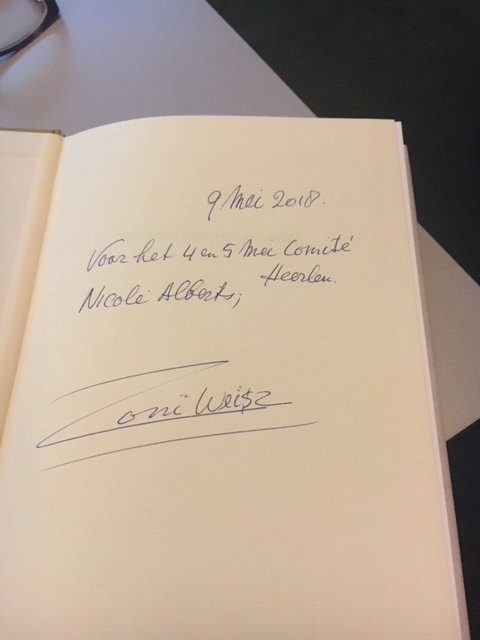 9 Mei 2018.
Voor het 4 en 5 Mei Comité
Heerlen.
Nicole Alberts;
Zoni Weisz